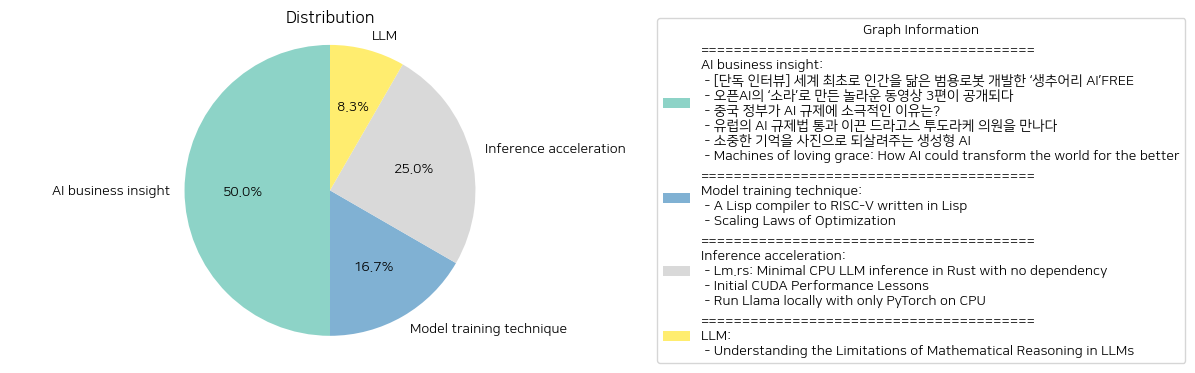 Distribution
LLM
8.3%
Inference acceleration
25.0%
AI business insight
50.0%
16.7%
Model training technique
Graph Information
========================================
AI business insight:
- [단독 인터뷰] 세계 최초로 인간을 닮은 범용로봇 개발한 ‘생추어리 AI’FREE
- 오픈AI의 ‘소라’로 만든 놀라운 동영상 3편이 공개되다
- 중국 정부가 AI 규제에 소극적인 이유는?
- 유럽의 AI 규제법 통과 이끈 드라고스 투도라케 의원을 만나다
- 소중한 기억을 사진으로 되살려주는 생성형 AI
- Machines of loving grace: How AI could transform the world for the better
========================================
Model training technique:
- A Lisp compiler to RISC-V written in Lisp
- Scaling Laws of Optimization
========================================
Inference acceleration:
- Lm.rs: Minimal CPU LLM inference in Rust with no dependency
- Initial CUDA Performance Lessons
- Run Llama locally with only PyTorch on CPU
========================================
LLM:
- Understanding the Limitations of Mathematical Reasoning in LLMs